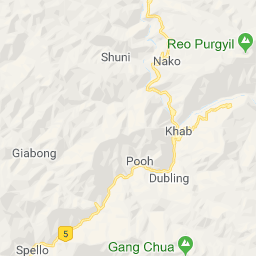 Reo Purgyil
Shuni
Nako
Khab
Giabong
Pooh
Dubling
5
Spello
Gang Chua